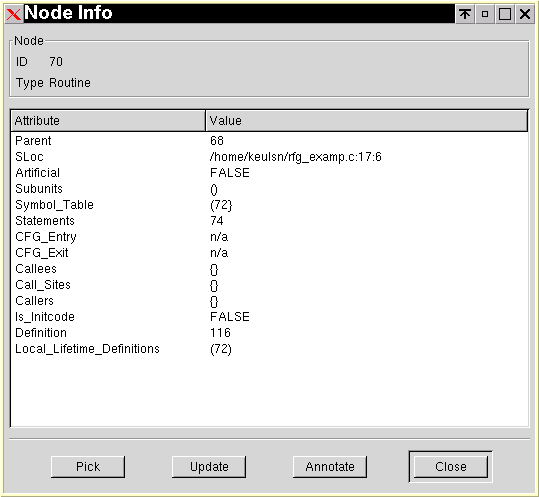 Node Info
Node
ID 70
Type Routine
Attribute Value
Parent 68
SLoc /home/keulsn/rfg_examp.c:17:6
Artificial FALSE
Subunits ()
Symbol_Table (72}
Statements 74
CFG_Entry n/a
CFG_Exit n/a
Callees {}
Call_Sites {}
Callers {}
Is_Initcode FALSE
Definition 116
Local_Lifetime_Definitions (72)
Pick Update Annotate Close